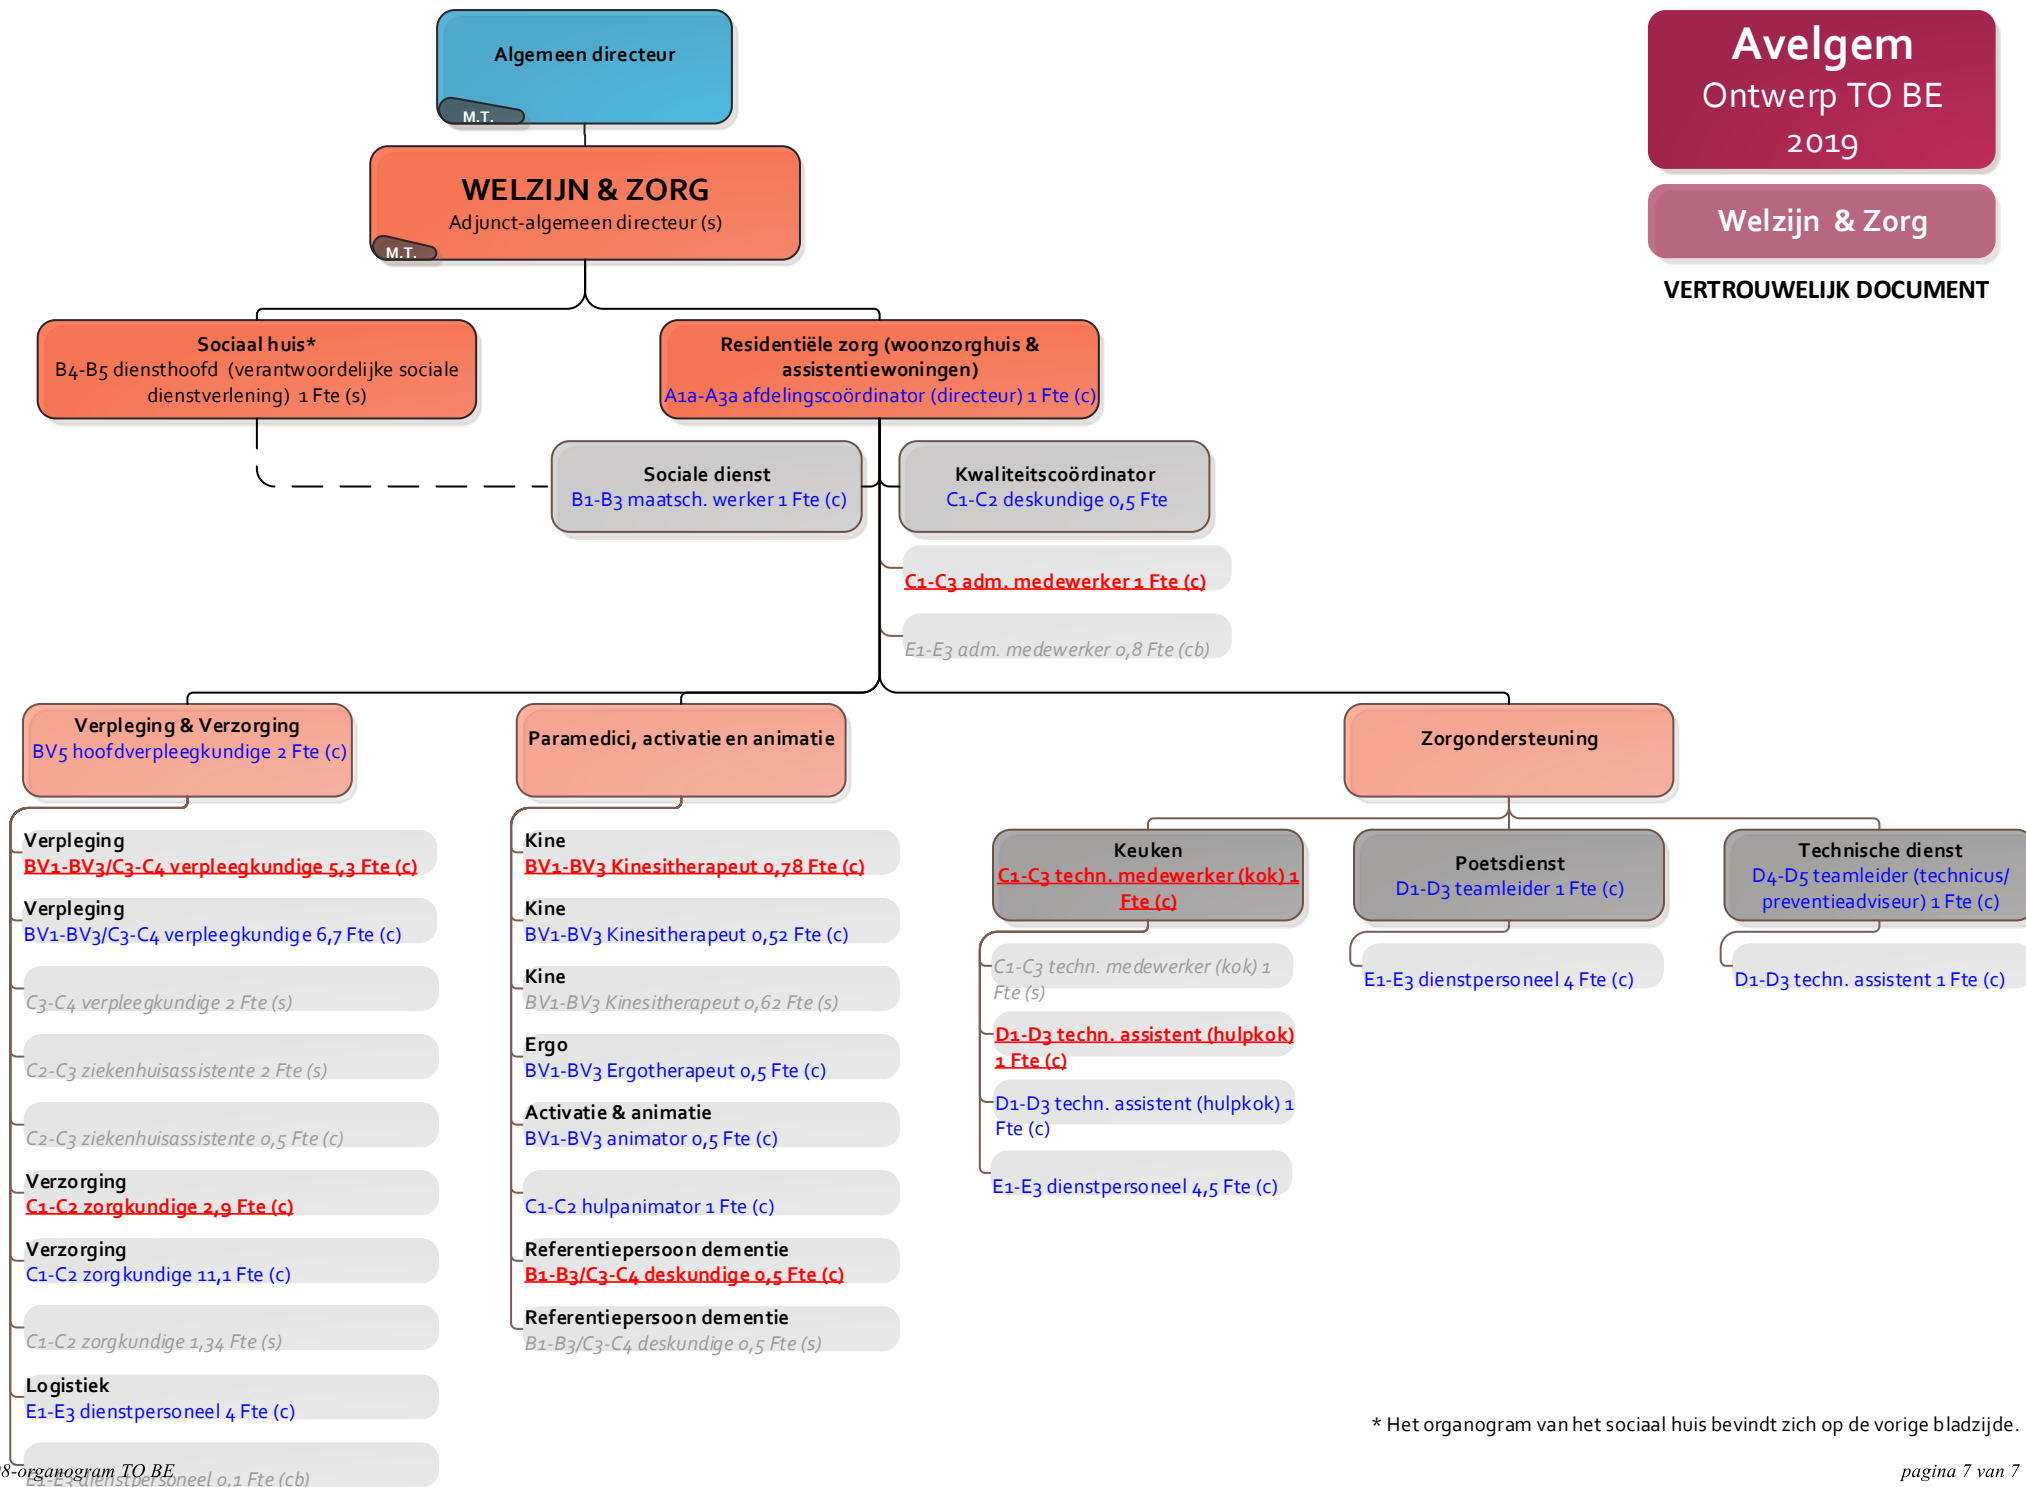 Algemeen directeur
M.T.
WELZIJN & ZORG
Adjunct-algemeen directeur (s)
M.T.
Avelgem
Ontwerp TO BE
2019
Welzijn & Zorg
VERTROUWELIJK DOCUMENT
Sociaal huis*
B4-B5 diensthoofd (verantwoordelijke sociale
dienstverlening) 1 Fte (s)
Residentiële zorg (woonzorghuis &
assistentiewoningen)
A1a-A3a afdelingscoördinator (directeur) 1 Fte (c)
Sociale dienst
B1-B3 maatsch. werker 1 Fte (c)
Kwaliteitscoördinator
C1-C2 deskundige 0,5 Fte
C1-C3 adm. medewerker 1 Fte (c)
E1-E3 adm. medewerker 0,8 Fte (cb)
Verpleging & Verzorging
BV5 hoofdverpleegkundige 2 Fte (c)
Verpleging
BV1-BV3/C3-C4 verpleegkundige 5,3 Fte (c)
Verpleging
BV1-BV3/C3-C4 verpleegkundige 6,7 Fte (c)
C3-C4 verpleegkundige 2 Fte (s)
C2-C3 ziekenhuisassistente 2 Fte (s)
C2-C3 ziekenhuisassistente 0,5 Fte (c)
Verzorging
C1-C2 zorgkundige 2,9 Fte (c)
Verzorging
C1-C2 zorgkundige 11,1 Fte (c)
C1-C2 zorgkundige 1,34 Fte (s)
Logistiek
E1-E3 dienstpersoneel 4 Fte (c)
E1-E3 dienstpersoneel 0,1 Fte (cb)
Paramedici, activatie en animatie
Kine
BV1-BV3 Kinesitherapeut 0,78 Fte (c)
Kine
BV1-BV3 Kinesitherapeut 0,52 Fte (c)
Kine
BV1-BV3 Kinesitherapeut 0,62 Fte (s)
Ergo
BV1-BV3 Ergotherapeut 0,5 Fte (c)
Activatie & animatie
BV1-BV3 animator 0,5 Fte (c)
C1-C2 hulpanimator 1 Fte (c)
Referentiepersoon dementie
B1-B3/C3-C4 deskundige 0,5 Fte (c)
Referentiepersoon dementie
B1-B3/C3-C4 deskundige 0,5 Fte (s)
Zorgondersteuning
Keuken
C1-C3 techn. medewerker (kok) 1
Fte (c)
C1-C3 techn. medewerker (kok) 1
Fte (s)
D1-D3 techn. assistent (hulpkok)
1 Fte (c)
D1-D3 techn. assistent (hulpkok) 1
Fte (c)
E1-E3 dienstpersoneel 4,5 Fte (c)
Poetsdienst
D1-D3 teamleider 1 Fte (c)
E1-E3 dienstpersoneel 4 Fte (c)
Technische dienst
D4-D5 teamleider (technicus/
preventieadviseur) 1 Fte (c)
D1-D3 techn. assistent 1 Fte (c)
* Het organogram van het sociaal huis bevindt zich op de vorige bladzijde.
8-organogram TO BE
pagina 7 van 7